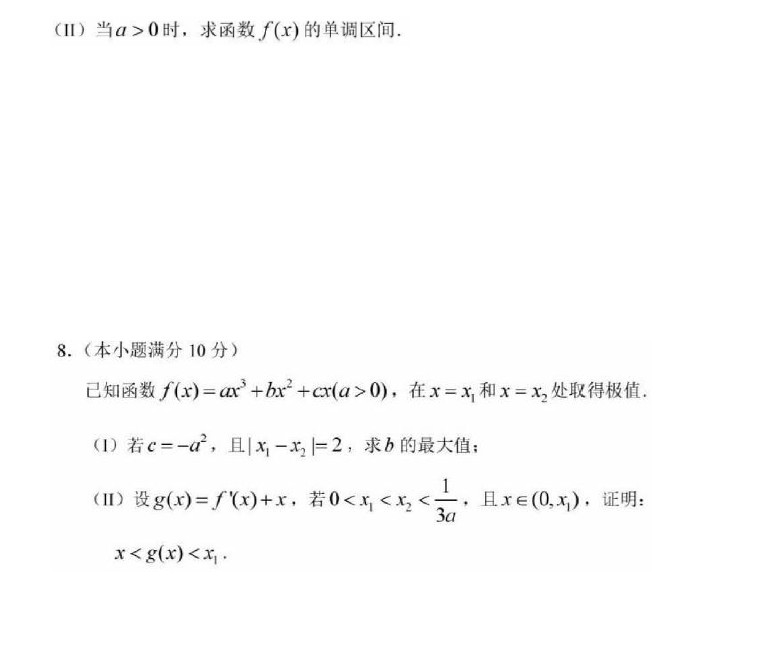 （II）当a＞0时，求函数f(x)的单调区间.
8.（本小题满分 10 分）
已知函数f(x)=ax³+bx²+cx(a>0)，在x=x₁和x=x₂处取得极值.
（I）若c=-a²，且|x₁-x₂|=2，求b的最大值；
（II）设g(x)=f'(x)+x，若0<x₁<x₂<1/3a，且x∈(0,x₁)，证明：
x<g(x)<x₁.